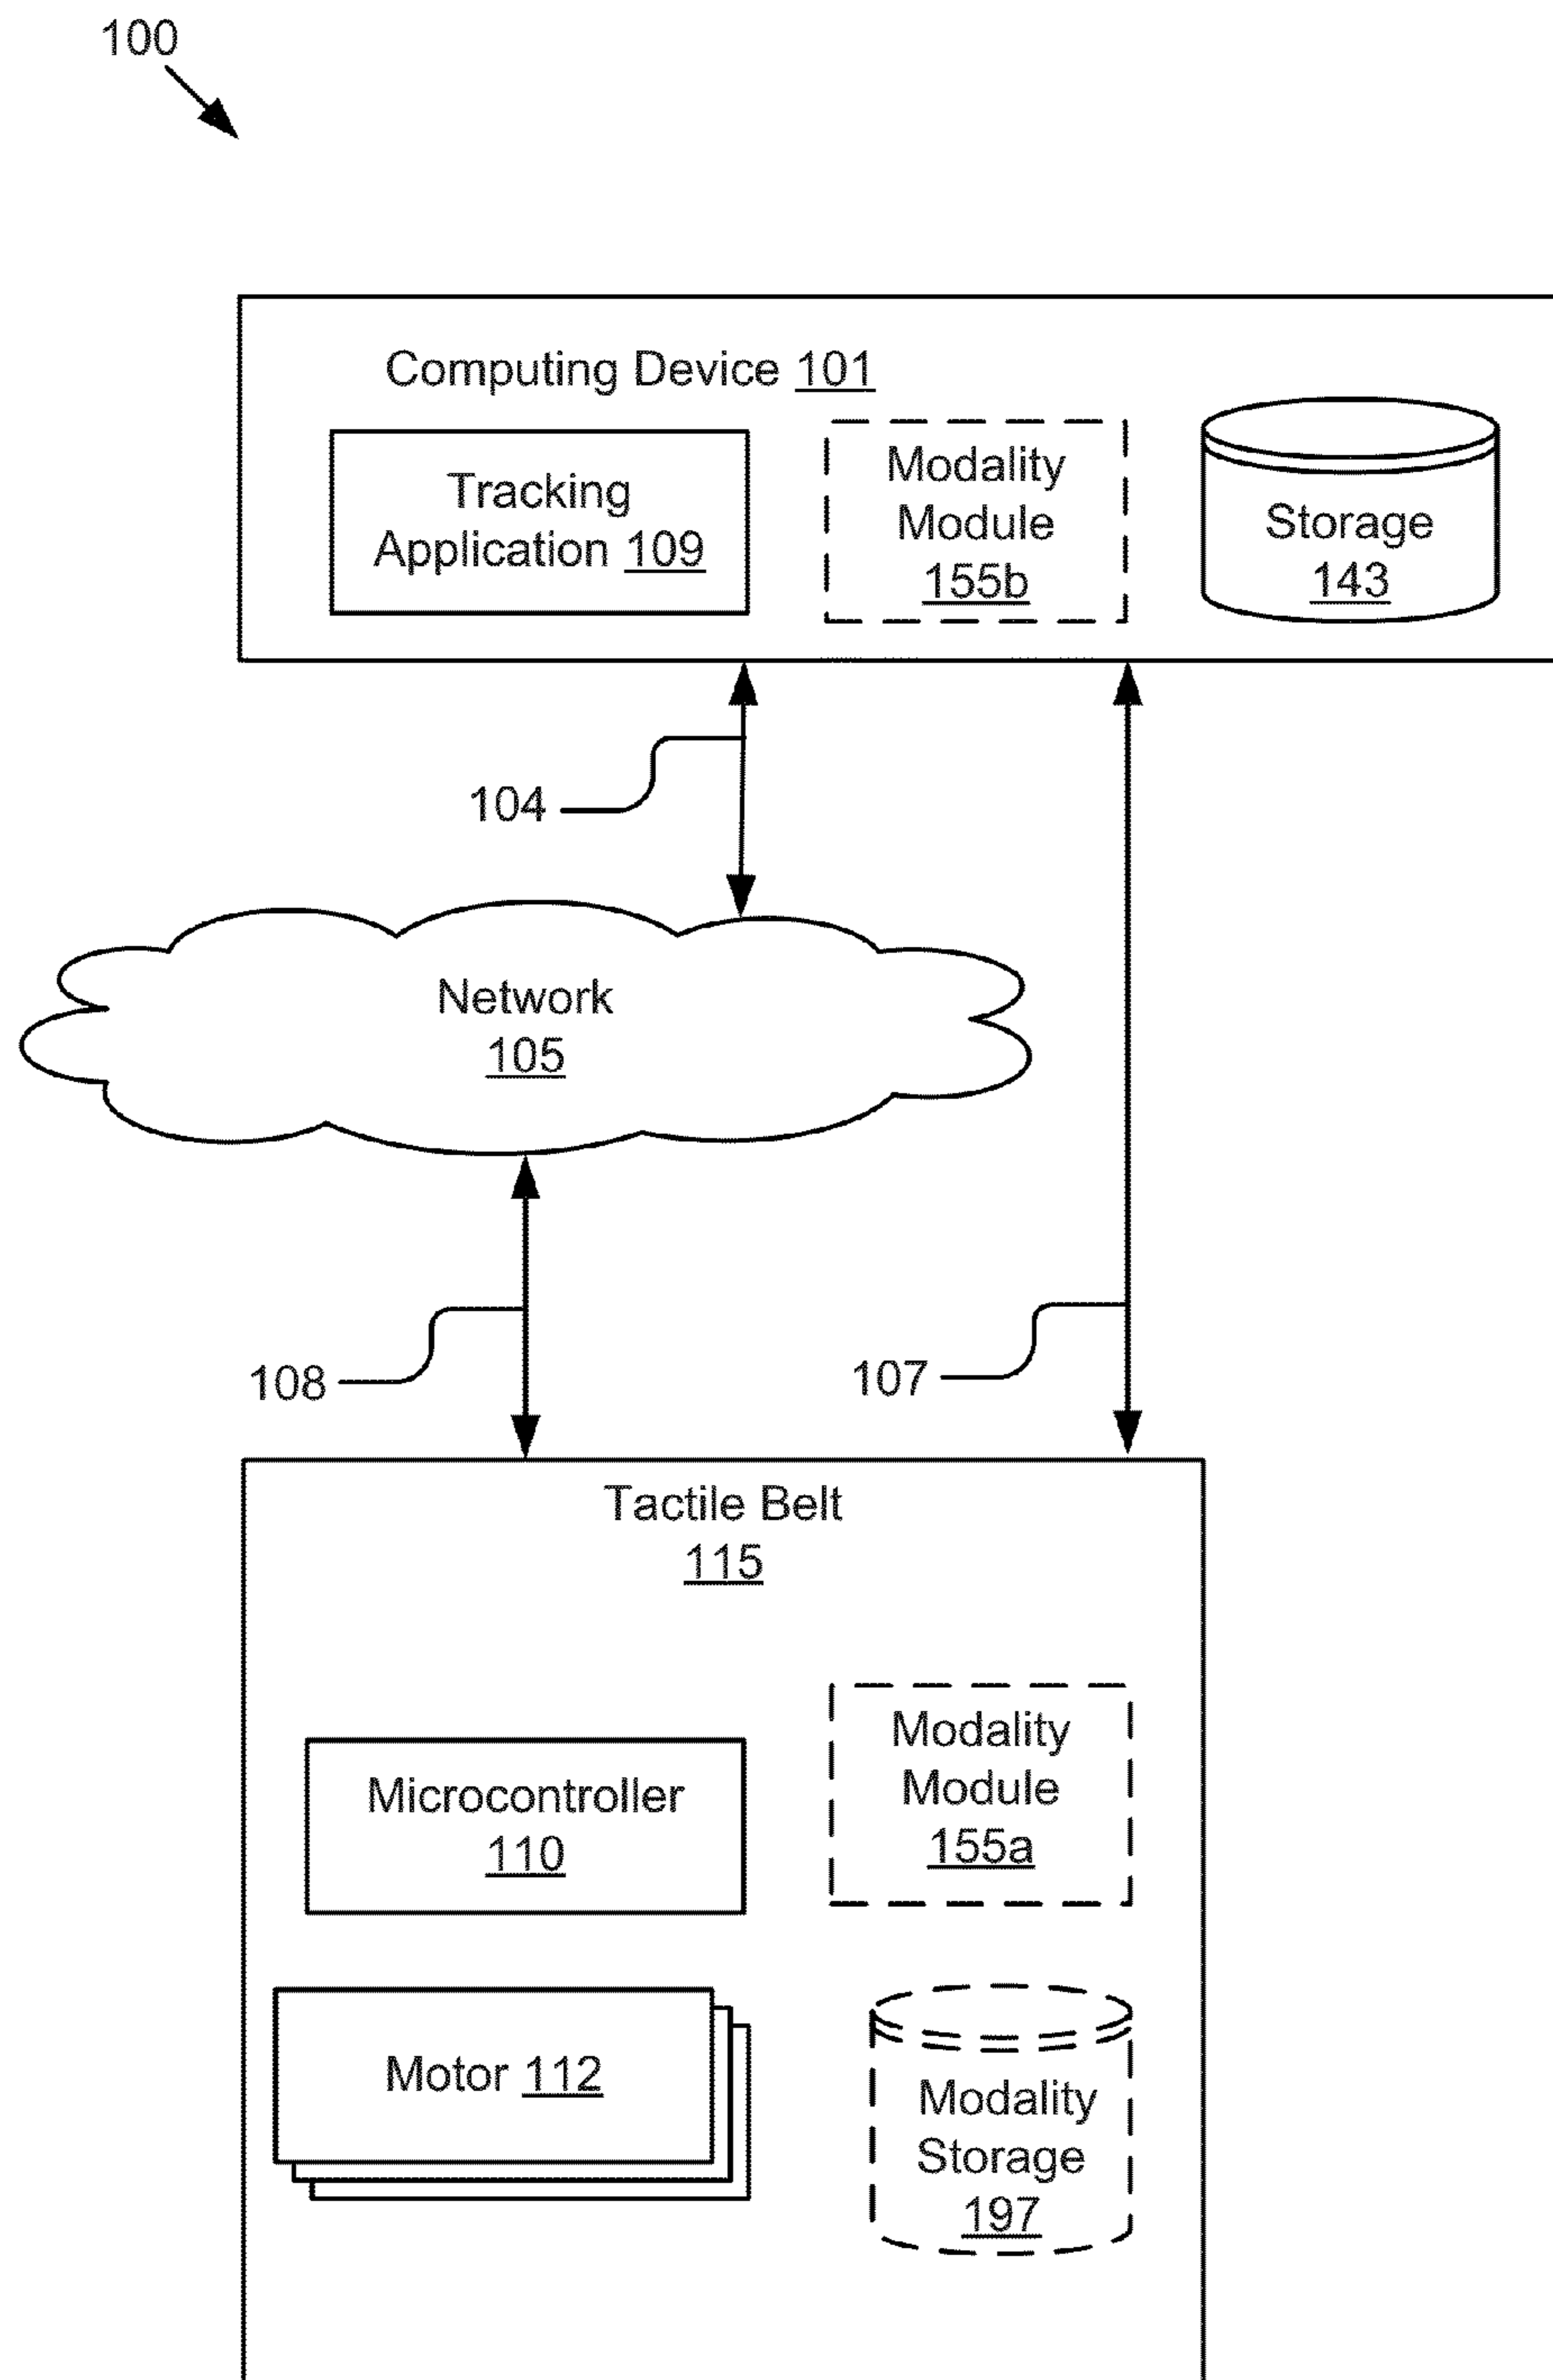 100
Computing Device 101
Tracking
Application 109
Modality
Module
155b
Storage
143
104
Network
105
108
107
Tactile Belt
115
Microcontroller
110
Modality
Module
155a
Motor 112
Modality
Storage
197